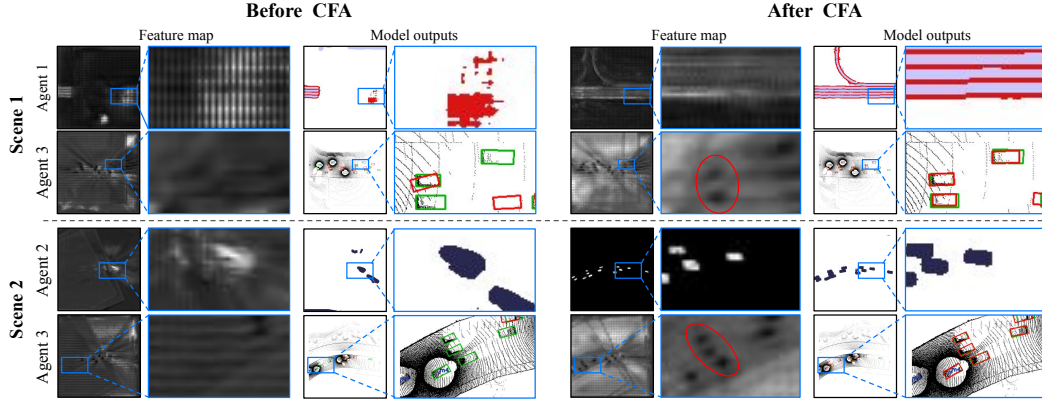 Before CFA
After CFA
Feature map
Model outputs
Feature map
Model outputs
Scene 1
Agent 1
Agent 3
Scene 2
Agent 2
Agent 3